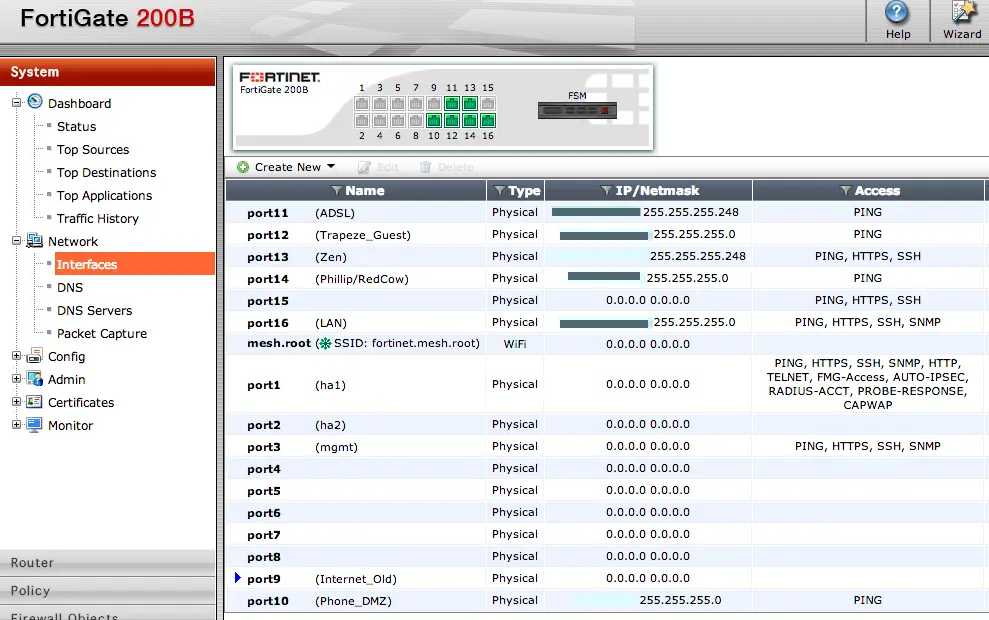 FortiGate 200B
Help
Wizard
System
Dashboard
Status
Top Sources
Top Destinations
Top Applications
Traffic History
Network
Interfaces
DNS
DNS Servers
Packet Capture
Config
Admin
Certificates
Monitor
Router
Policy
Firewall Objects
FORTINET
FortiGate 200B
1 3 5 7 9 11 13 15
2 4 6 8 10 12 14 16
FSM
Create New Edit Delete
Name Type IP/Netmask Access
port11 (ADSL) Physical 255.255.255.248 PING
port12 (Trapeze_Guest) Physical 255.255.255.0 PING
port13 (Zen) Physical 255.255.255.248 PING, HTTPS, SSH
port14 (Phillip/RedCow) Physical 255.255.255.0 PING
port15 Physical 0.0.0.0 0.0.0.0 PING, HTTPS, SSH
port16 (LAN) Physical 255.255.255.0 PING, HTTPS, SSH, SNMP
mesh.root (SSID: fortinet.mesh.root) WiFi 0.0.0.0 0.0.0.0
port1 (ha1) Physical 0.0.0.0 0.0.0.0 PING, HTTPS, SSH, SNMP, HTTP,
TELNET, FMG-Access, AUTO-IPSEC,
RADIUS-ACCT, PROBE-RESPONSE,
CAPWAP
port2 (ha2) Physical 0.0.0.0 0.0.0.0
port3 (mgmt) Physical 0.0.0.0 0.0.0.0 PING, HTTPS, SSH, SNMP
port4 Physical 0.0.0.0 0.0.0.0
port5 Physical 0.0.0.0 0.0.0.0
port6 Physical 0.0.0.0 0.0.0.0
port7 Physical 0.0.0.0 0.0.0.0
port8 Physical 0.0.0.0 0.0.0.0
port9 (Internet_Old) Physical 0.0.0.0 0.0.0.0
port10 (Phone_DMZ) Physical 255.255.255.0 PING